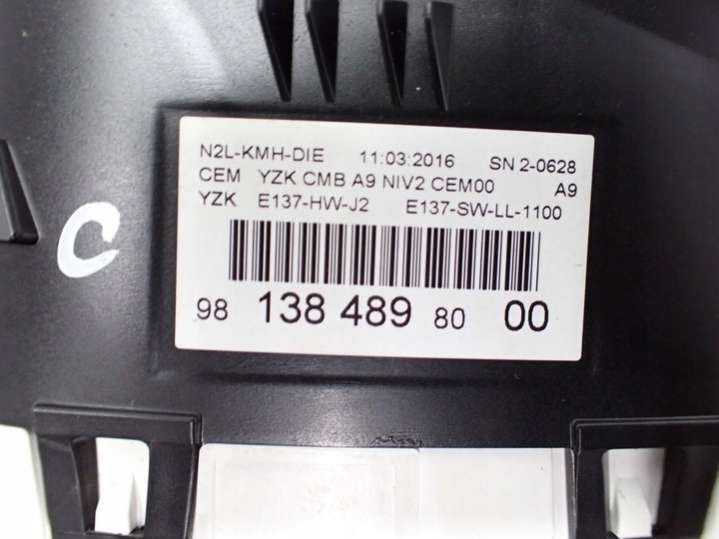 N2L-KMH-DIE 11:03:2016 SN 2-0628
CEM YZK CMB A9 NIV2 CEM00 A9
YZK E137-HW-J2 E137-SW-LL-1100
98 138 489 80 00
C